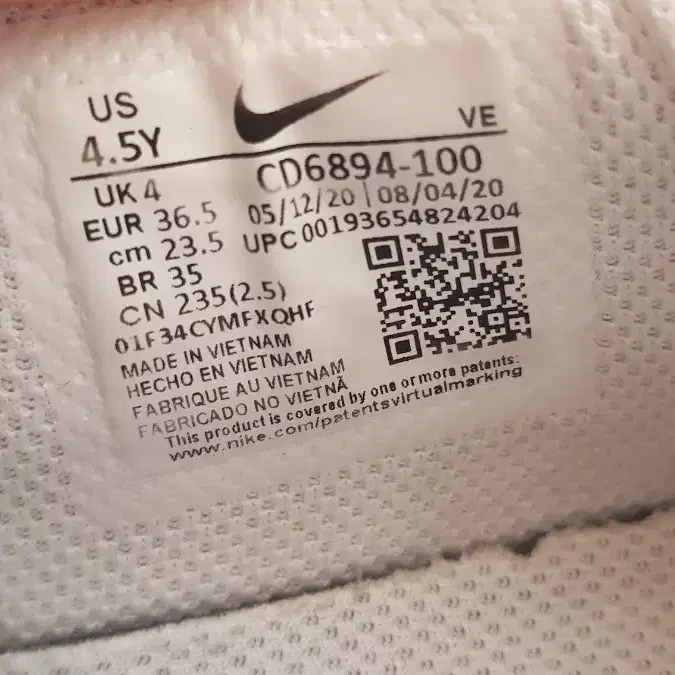 US
4.5Y
VE
UK 4
EUR 36.5
cm 23.5
BR 35
CN 235(2.5)
CD6894-100
05/12/20 | 08/04/20
UPC 00193654824204
01F34CYMFXQHF
MADE IN VIETNAM
HECHO EN VIETNAM
FABRIQUE AU VIETNAM
FABRICADO NO VIETNÃ
This product is covered by one or more patents:
www.nike.com/patentsvirtualmarking